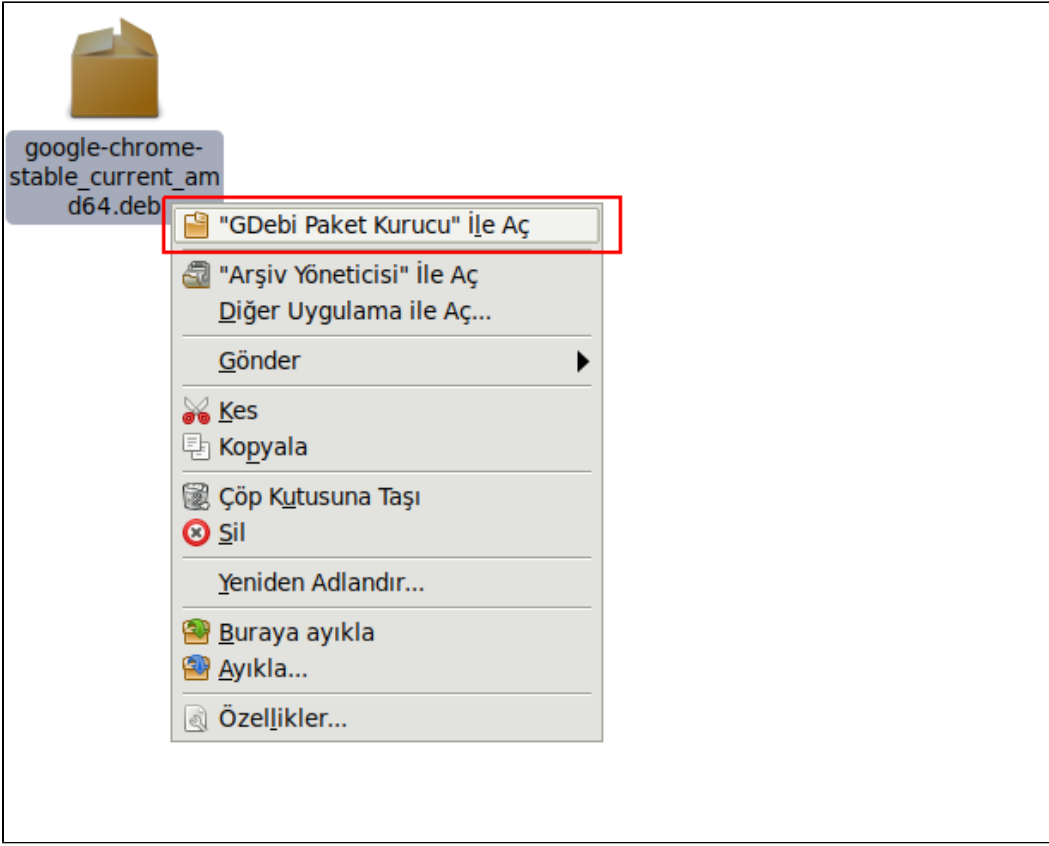 google-chrome-
stable_current_am
d64.deb
"GDebi Paket Kurucu" İle Aç
"Arşiv Yöneticisi" İle Aç
Diğer Uygulama ile Aç...
Gönder
Kes
Kopyala
Çöp Kutusuna Taşı
Sil
Yeniden Adlandır...
Buraya ayıkla
Ayıkla...
Özellikler...